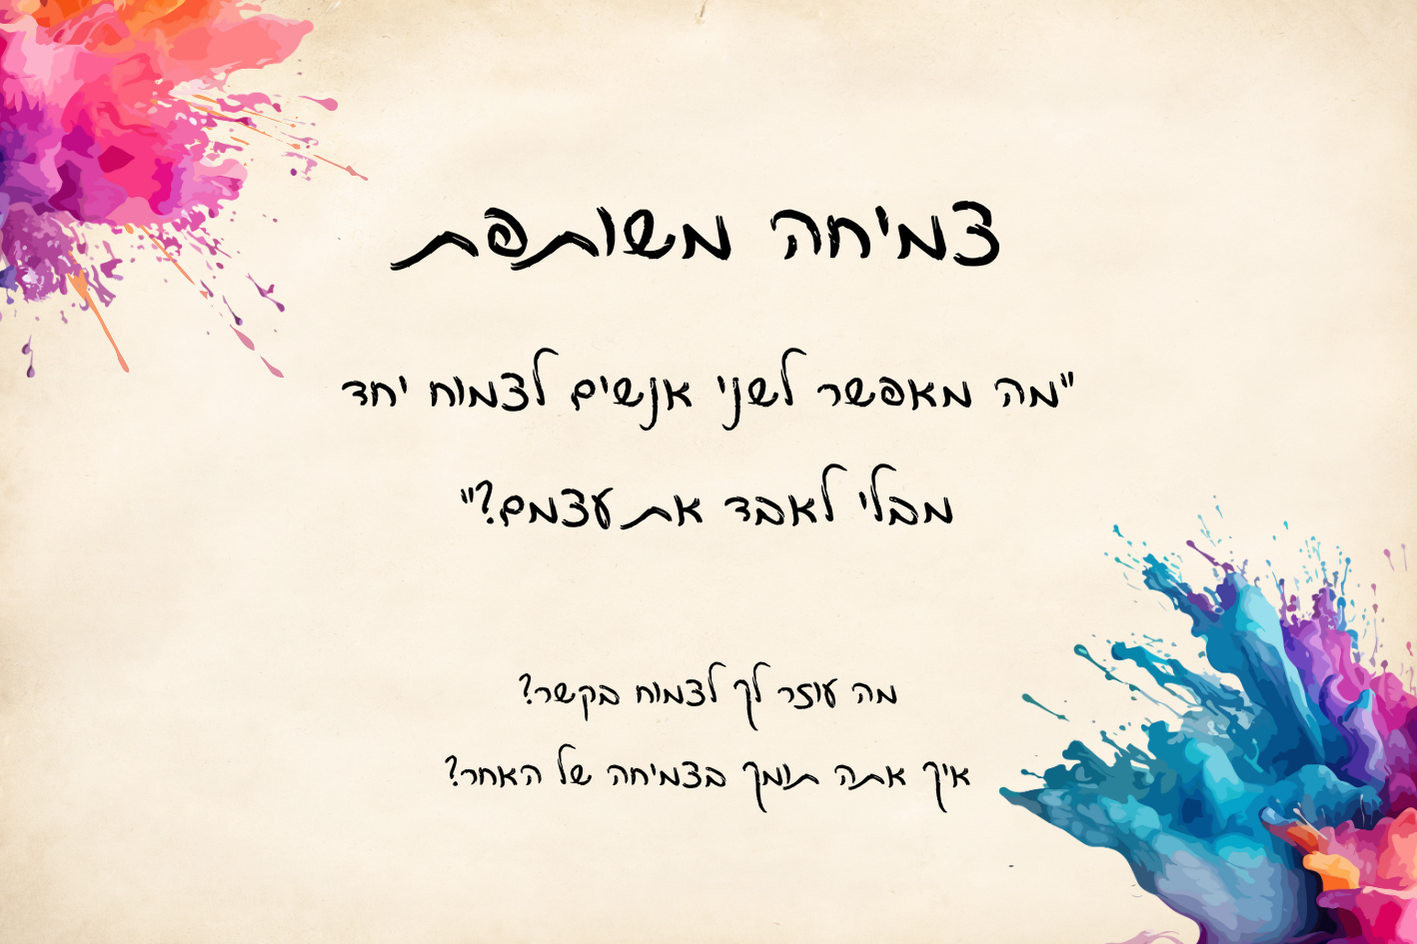 צמיחה משותפת
"מה מאפשר לשני אנשים לצמוח יחד
מבלי לאבד את עצמם?"
מה עוזר לך לצמוח בקשר?
איך אתה תומך בצמיחה של האחר?